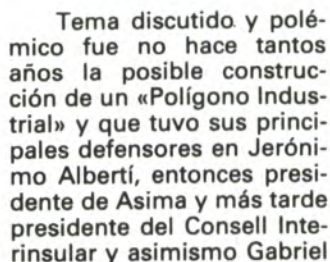 Tema discutido y polé-
mico fue no hace tantos
años la posible construc-
ción de un «Polígono Indus-
trial» y que tuvo sus princi-
pales defensores en Jeróni-
mo Albertí, entonces presi-
dente de Asima y más tarde
presidente del Consell Inte-
rinsular y asimismo Gabriel